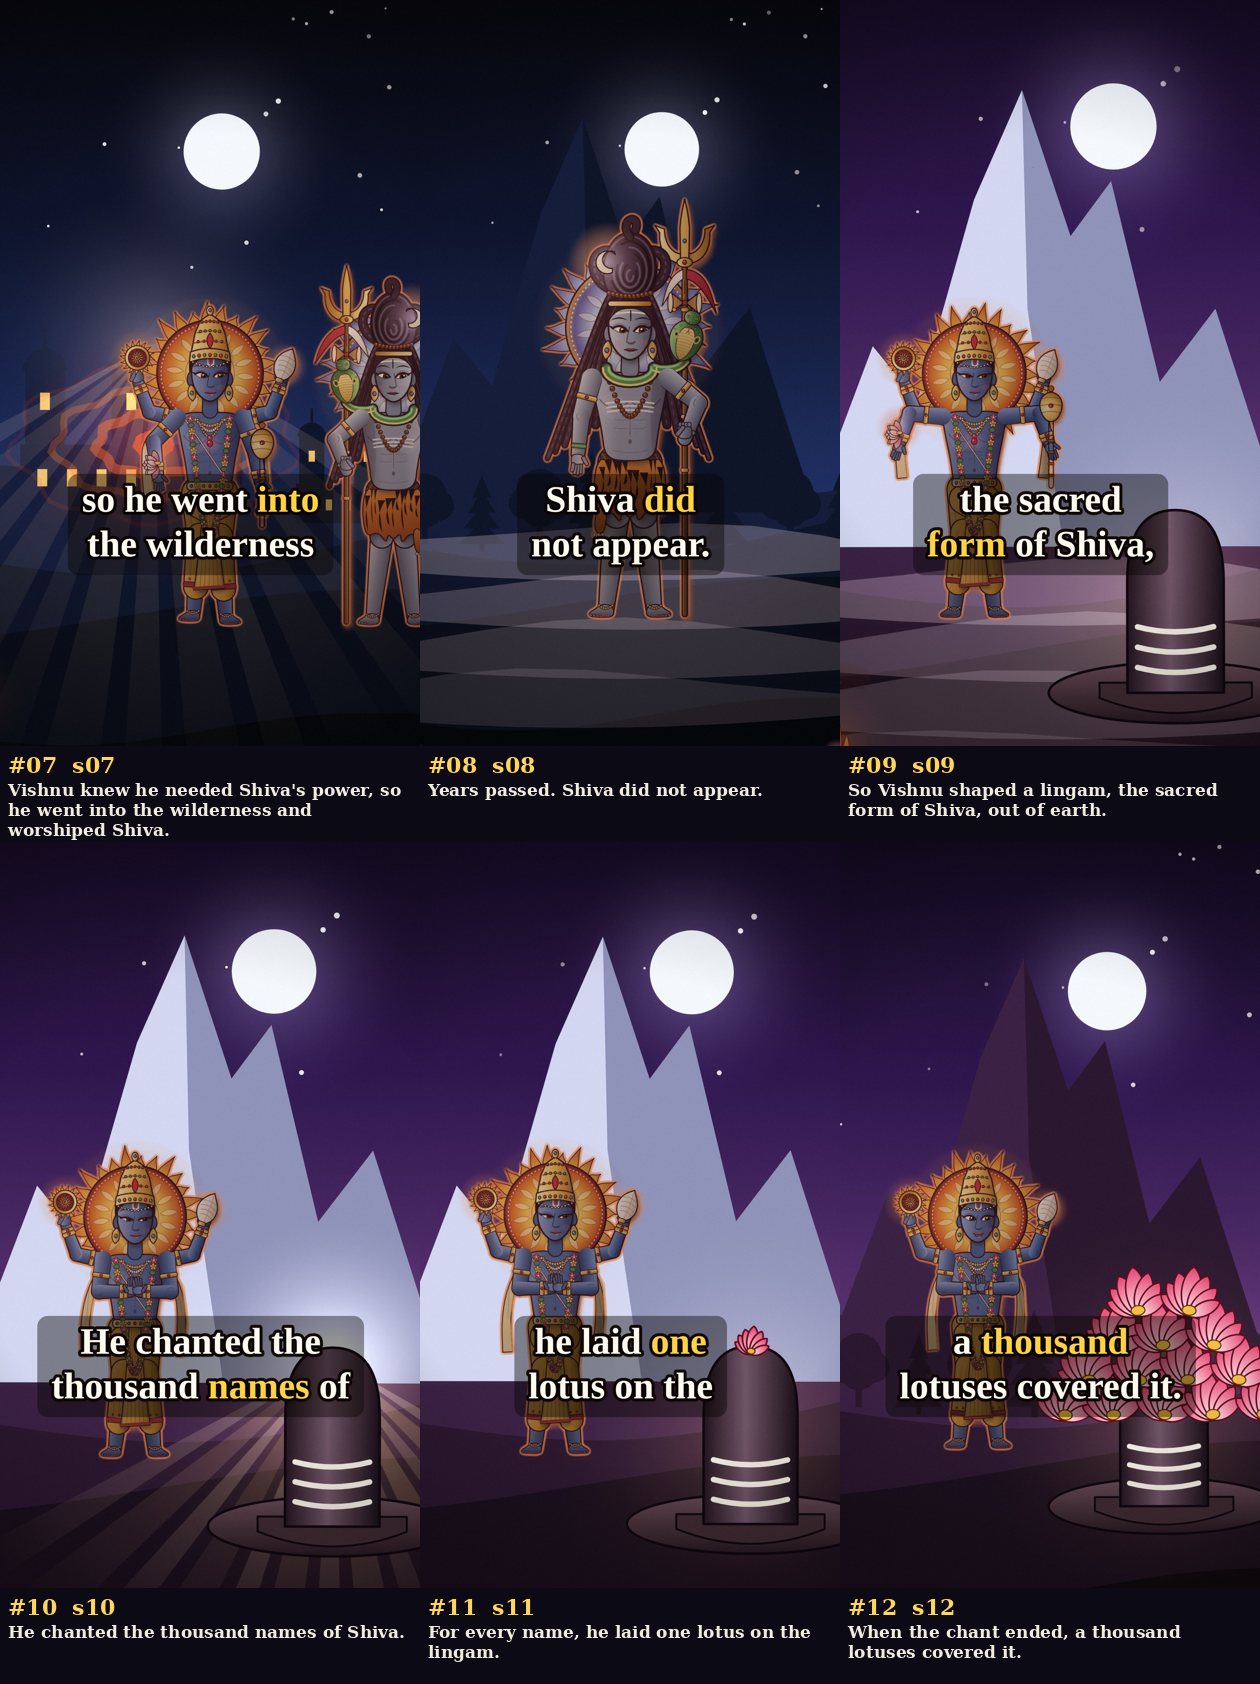 so he went into
the wilderness
Shiva did
not appear.
the sacred
form of Shiva,
#07 s07
Vishnu knew he needed Shiva's power, so
he went into the wilderness and
worshiped Shiva.
#08 s08
Years passed. Shiva did not appear.
#09 s09
So Vishnu shaped a lingam, the sacred
form of Shiva, out of earth.
He chanted the
thousand names of
he laid one
lotus on the
a thousand
lotuses covered it.
#10 s10
He chanted the thousand names of Shiva.
#11 s11
For every name, he laid one lotus on the
lingam.
#12 s12
When the chant ended, a thousand
lotuses covered it.